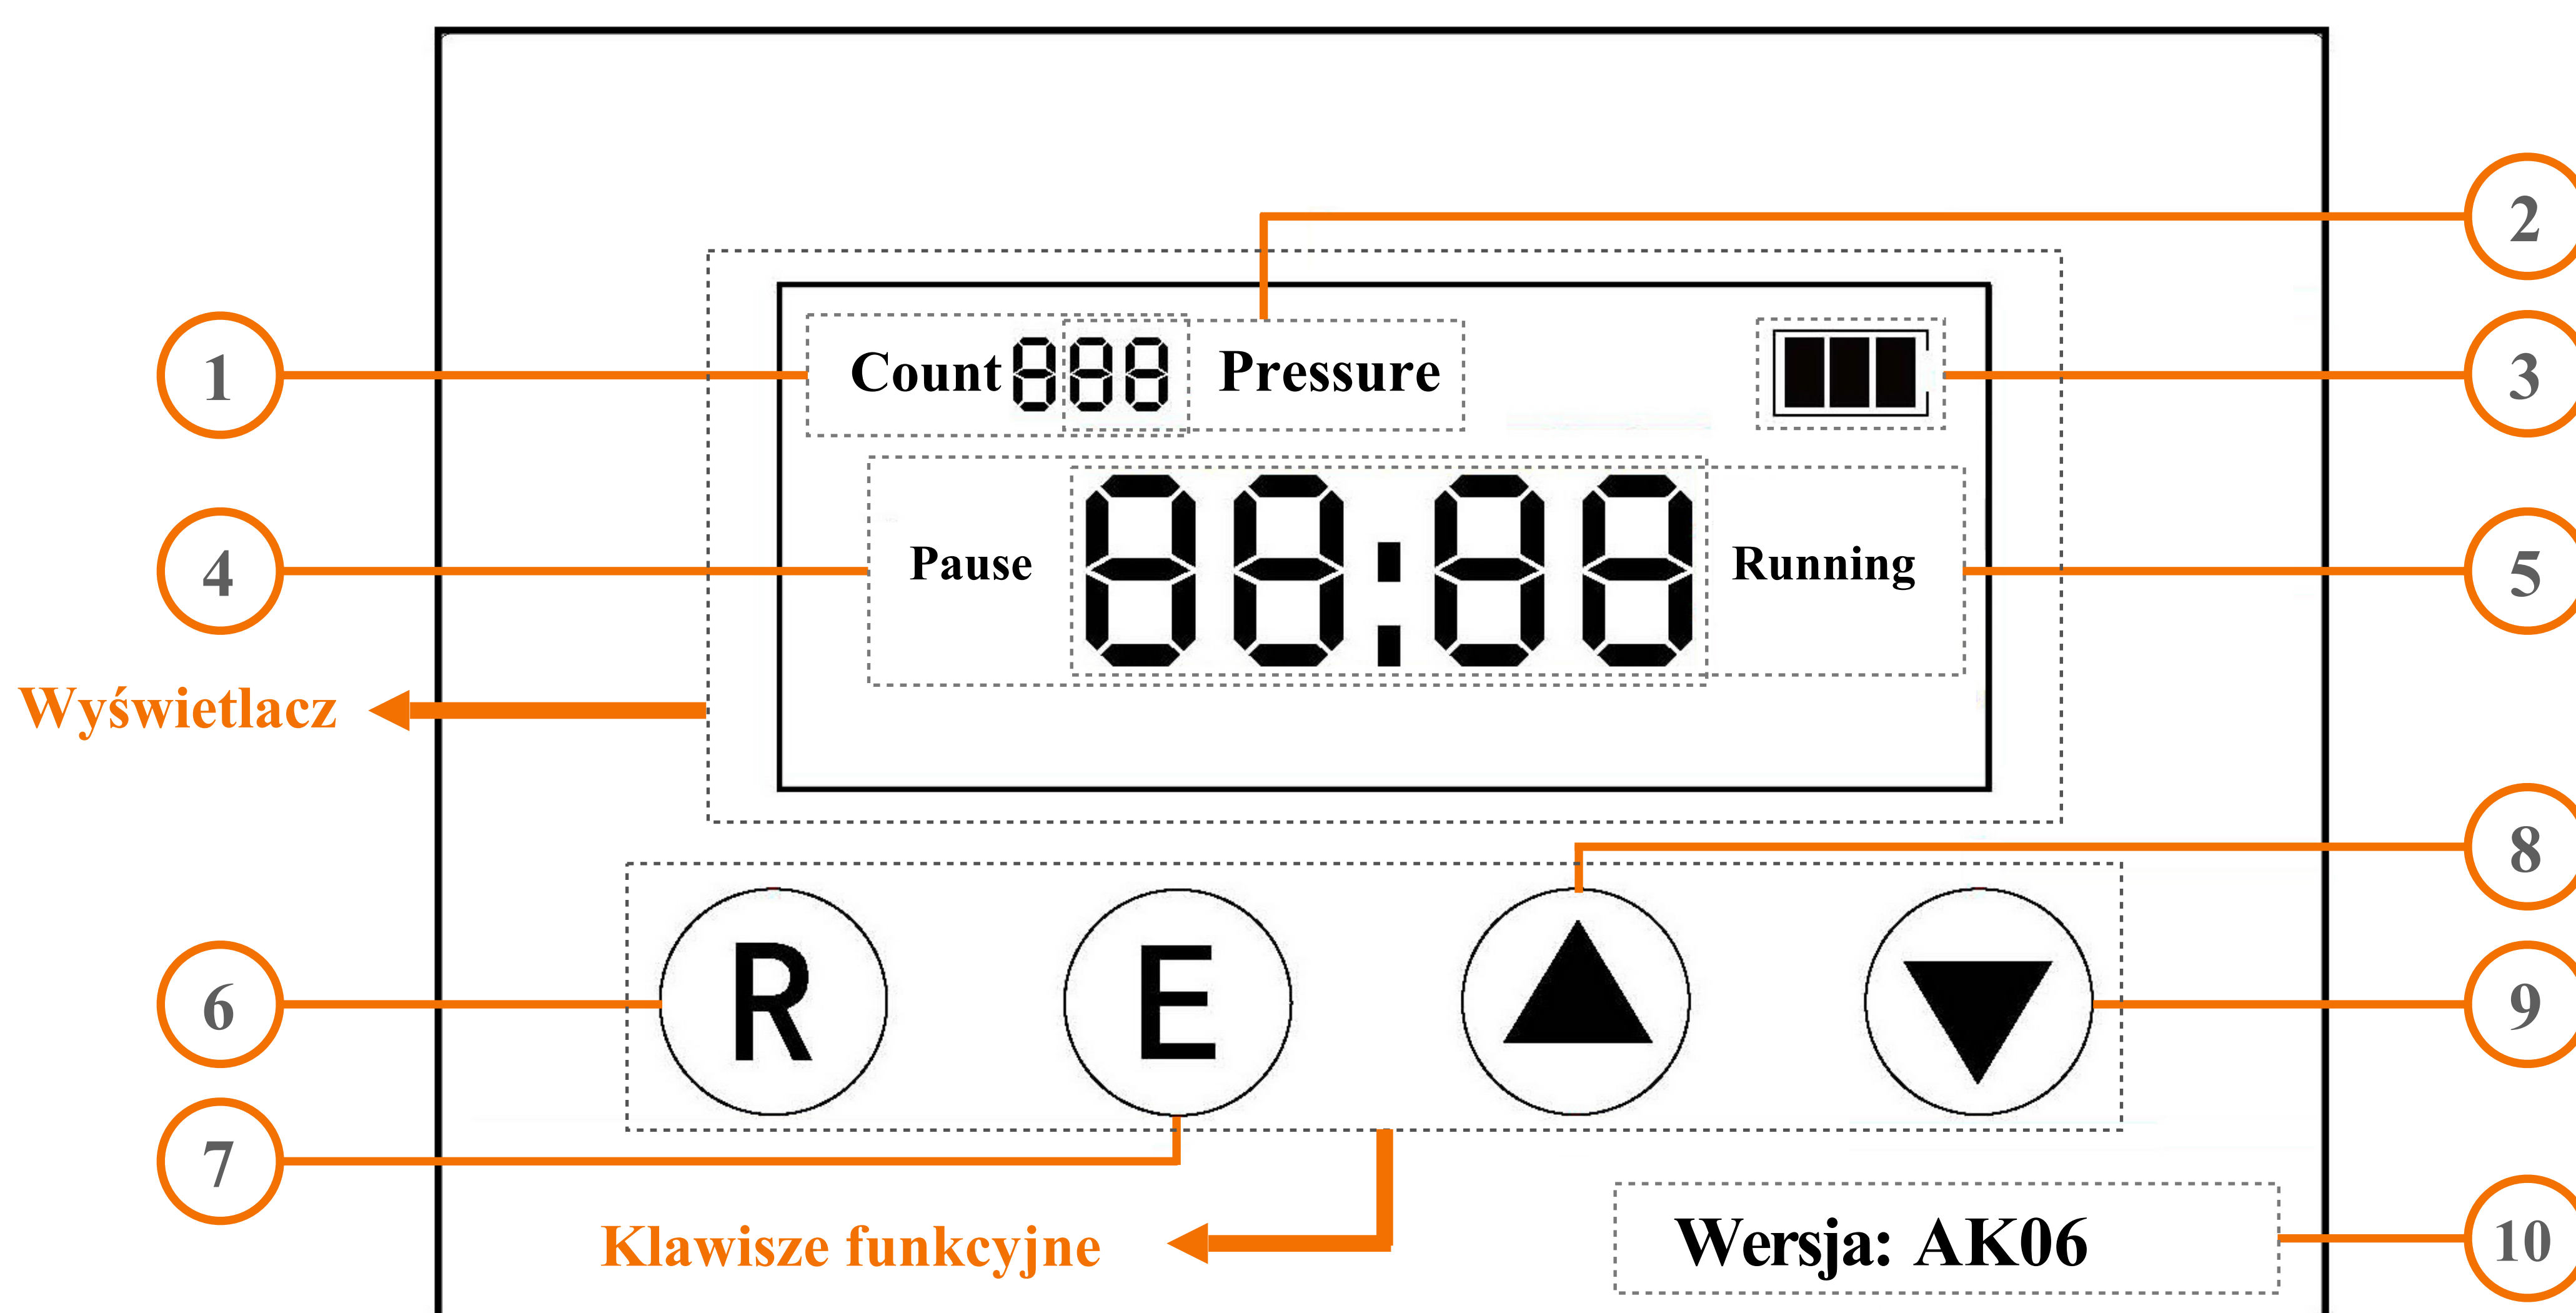 2
1
Count 888 Pressure
3
4
Pause 88:88 Running
5
Wyświetlacz
8
6
R E
9
7
Klawisze funkcyjne
Wersja: AK06
10